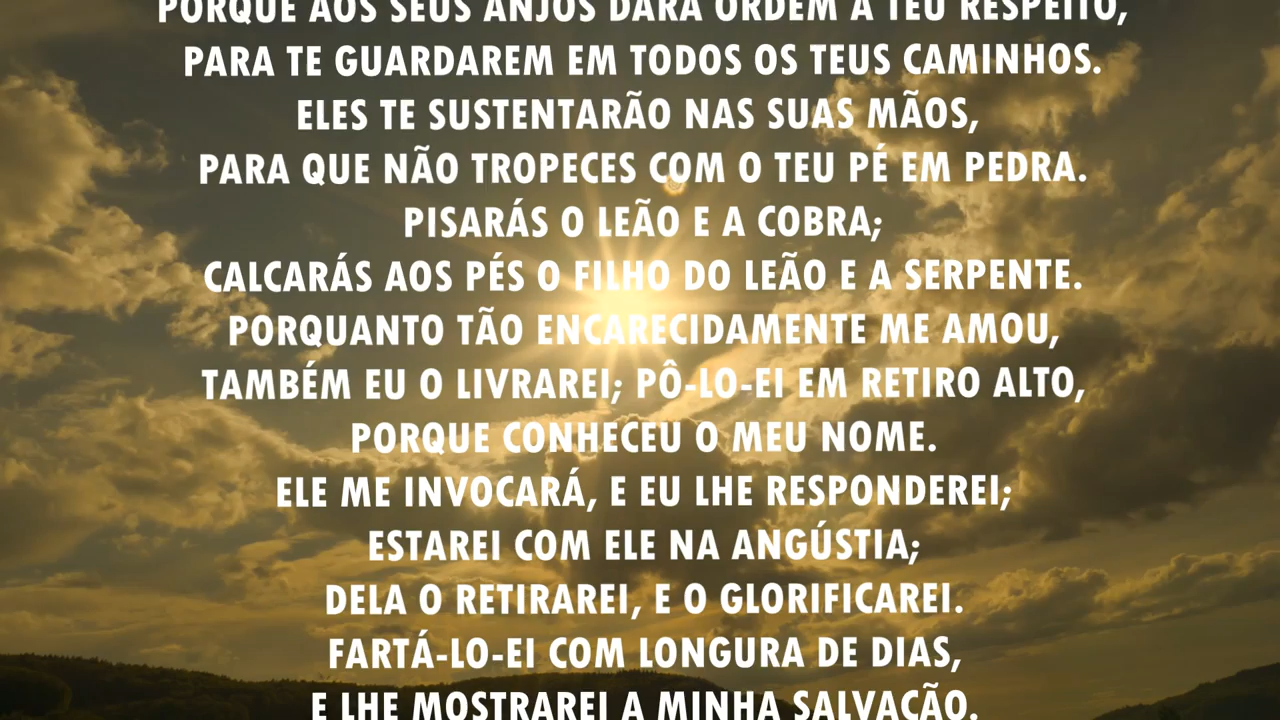 PORQUE AOS SEUS ANJOS DARÁ ORDEM A TEU RESPEITO,
PARA TE GUARDAREM EM TODOS OS TEUS CAMINHOS.
ELES TE SUSTENTARÃO NAS SUAS MÃOS,
PARA QUE NÃO TROPECES COM O TEU PÉ EM PEDRA.
PISARÁS O LEÃO E A COBRA;
CALCARÁS AOS PÉS O FILHO DO LEÃO E A SERPENTE.
PORQUANTO TÃO ENCARECIDAMENTE ME AMOU,
TAMBÉM EU O LIVRAREI; PÔ-LO-EI EM RETIRO ALTO,
PORQUE CONHECEU O MEU NOME.
ELE ME INVOCARÁ, E EU LHE RESPONDEREI;
ESTAREI COM ELE NA ANGÚSTIA;
DELA O RETIRAREI, E O GLORIFICAREI.
FARTÁ-LO-EI COM LONGURA DE DIAS,
E LHE MOSTRAREI A MINHA SALVAÇÃO.